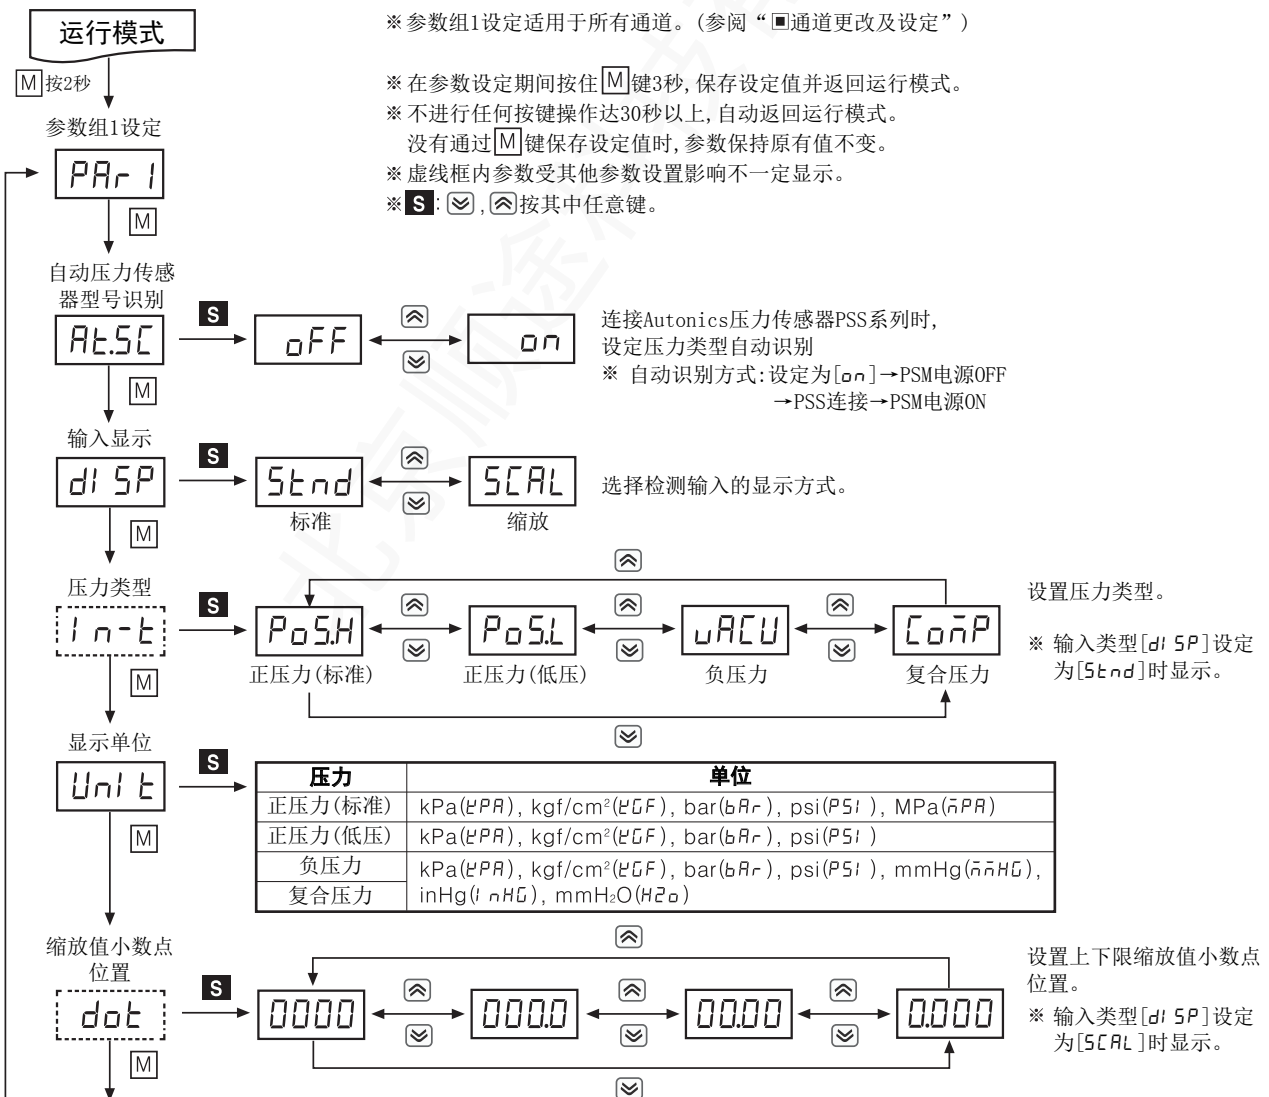 运行模式
※参数组1设定适用于所有通道。(参阅“▣通道更改及设定”)
M 按2秒
※在参数设定期间按住 M 键3秒,保存设定值并返回运行模式。
※不进行任何按键操作达30秒以上,自动返回运行模式。
没有通过 M 键保存设定值时,参数保持原有值不变。
※虚线框内参数受其他参数设置影响不一定显示。
※ S : , 按其中任意键。
参数组1设定
PAr 1
M
自动压力传感
器型号识别
At.SC
S
oFF
on
连接Autonics压力传感器PSS系列时,
设定压力类型自动识别
※ 自动识别方式:设定为[on]→PSM电源OFF
→PSS连接→PSM电源ON
M
输入显示
dI SP
S
Stnd
标准
SCAL
缩放
选择检测输入的显示方式。
M
压力类型
I n-t
S
PoS.H
正压力(标准)
PoS.L
正压力(低压)
vACU
负压力
ComP
复合压力
设置压力类型。
※ 输入类型[dI SP]设定
为[Stnd]时显示。
M
显示单位
UnI t
S
压力 单位
正压力(标准) kPa(KPA), kgf/cm²(KGF), bar(bAr), psi(PSI), MPa(mPA)
正压力(低压) kPa(KPA), kgf/cm²(KGF), bar(bAr), psi(PSI)
负压力 kPa(KPA), kgf/cm²(KGF), bar(bAr), psi(PSI), mmHg(mmHG),
复合压力 inHg(I nHG), mmH₂O(H2o)
M
缩放值小数点
位置
dot
S
0000
000.0
00.00
0.000
设置上下限缩放值小数点
位置。
※ 输入类型[dI SP]设定
为[SCAL]时显示。
M